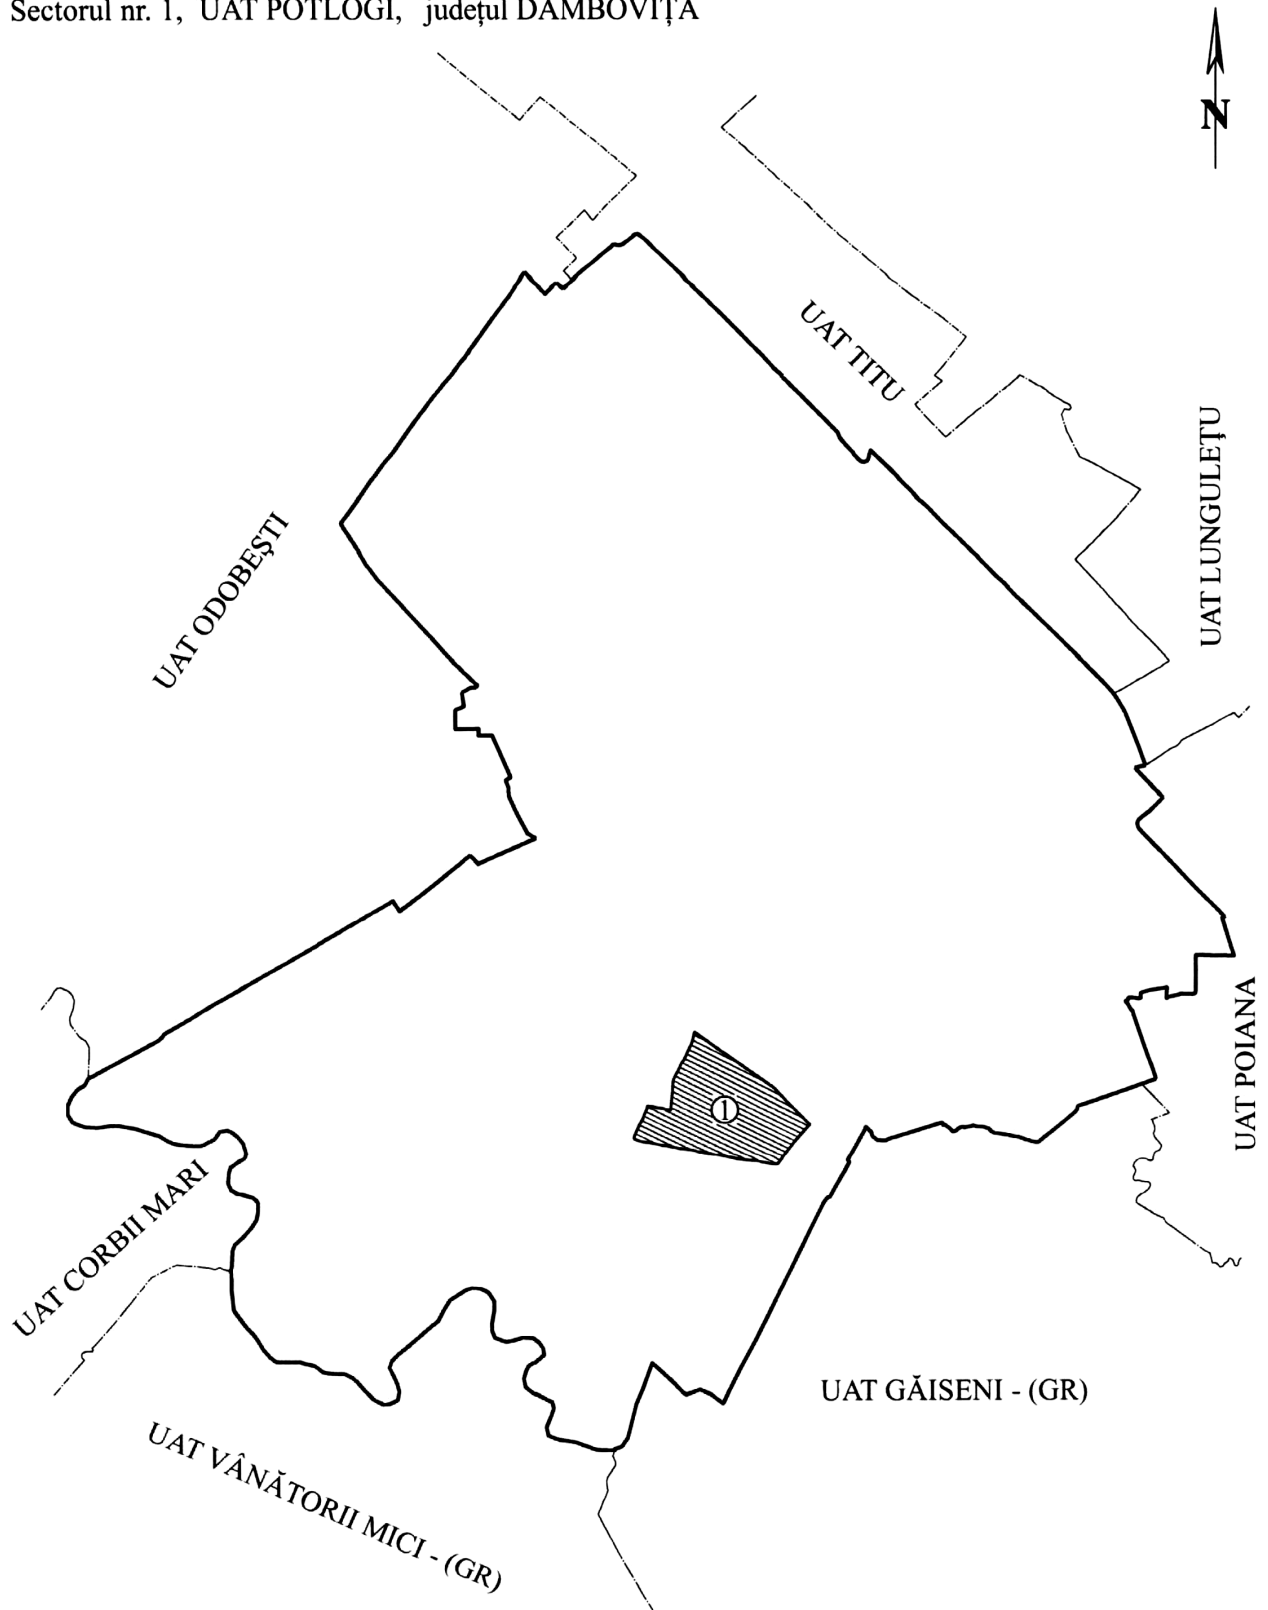 Sectorul nr. 1, UAT POTLOGI, județul DÂMBOVIȚA
N
UAT TITU
UAT LUNGULEȚU
UAT ODOBEȘTI
UAT POIANA
1
UAT CORBII MARI
UAT GĂISENI - (GR)
UAT VÂNĂTORII MICI - (GR)